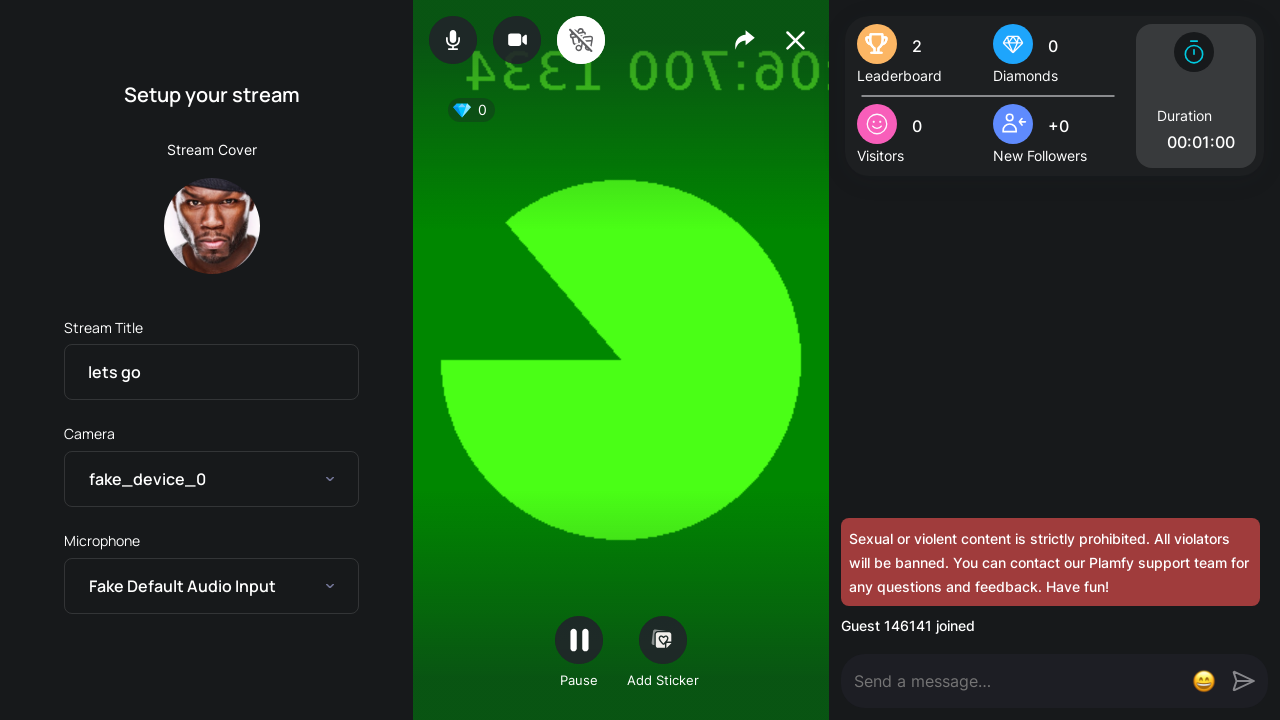 Setup your stream
Stream Cover
Stream Title
lets go
Camera
fake_device_0
Microphone
Fake Default Audio Input
:06:700 1334
0
Pause
Add Sticker
2
Leaderboard
0
Diamonds
0
Visitors
+0
New Followers
Duration
00:01:00
Sexual or violent content is strictly prohibited. All violators
will be banned. You can contact our Plamfy support team for
any questions and feedback. Have fun!
Guest 146141 joined
Send a message...